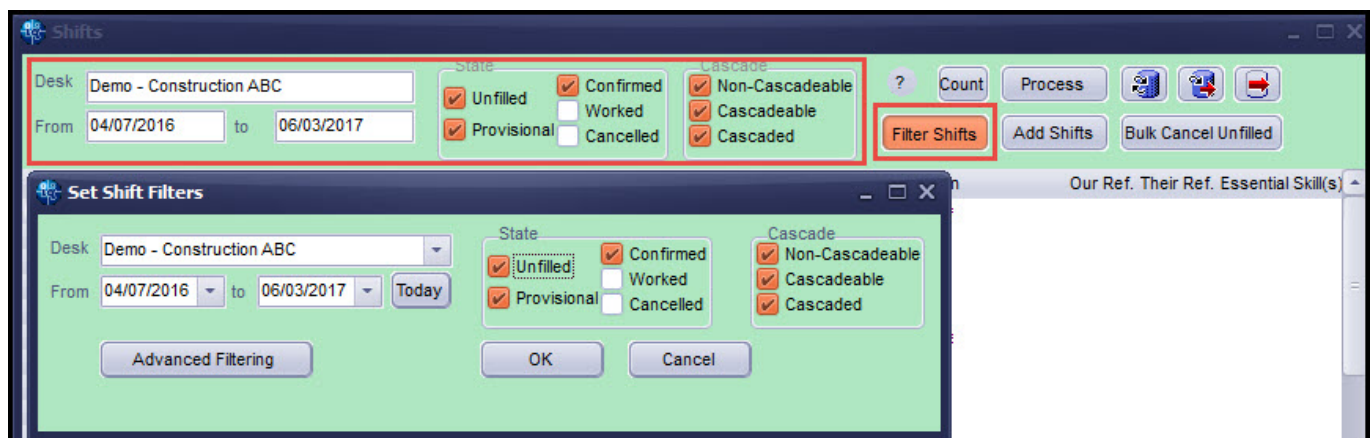 Shifts
Desk Demo - Construction ABC
From 04/07/2016 to 06/03/2017
State
Unfilled
Provisional
Confirmed
Worked
Cancelled
Cascade
Non-Cascadeable
Cascadeable
Cascaded
? Count Process
Filter Shifts Add Shifts Bulk Cancel Unfilled
Our Ref. Their Ref. Essential Skill(s)
Set Shift Filters
Desk Demo - Construction ABC
From 04/07/2016 to 06/03/2017 Today
State
Unfilled
Provisional
Confirmed
Worked
Cancelled
Cascade
Non-Cascadeable
Cascadeable
Cascaded
Advanced Filtering OK Cancel